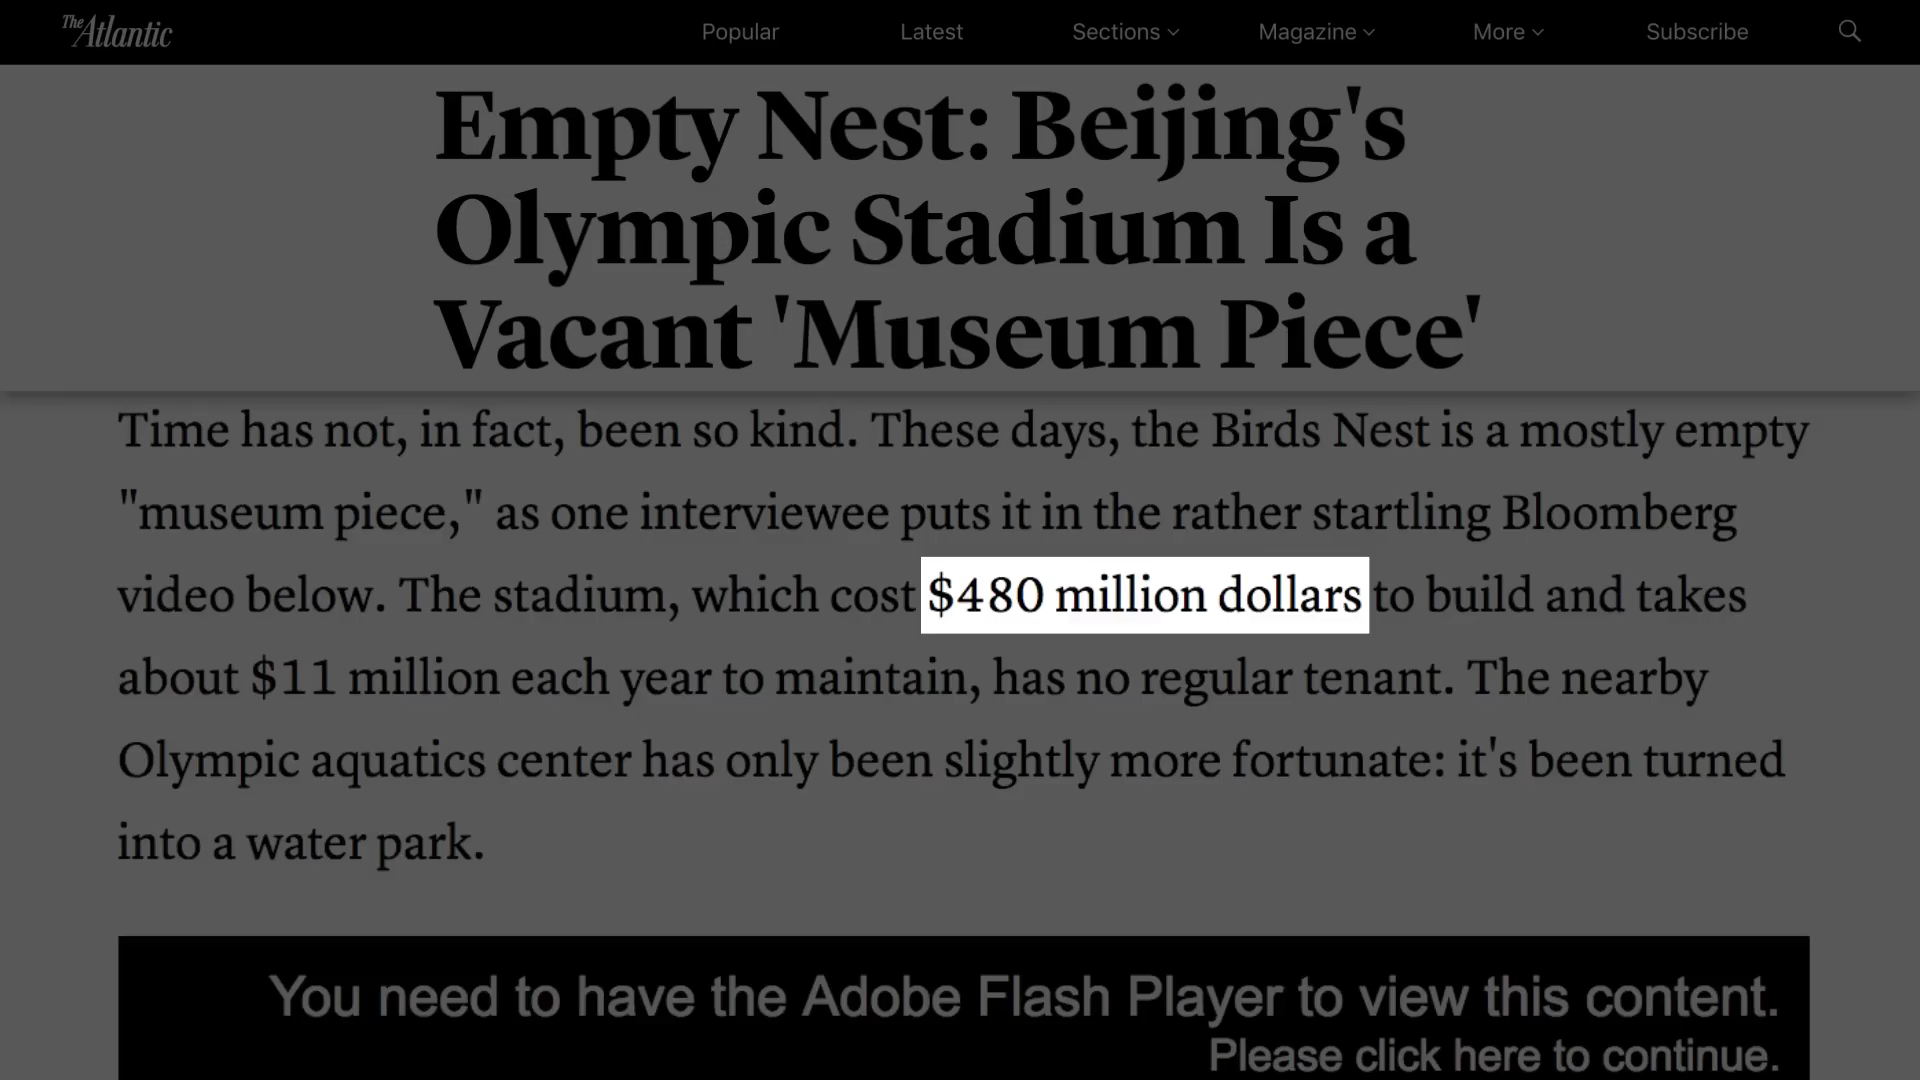 The Atlantic Popular Latest Sections Magazine More Subscribe
Empty Nest: Beijing's
Olympic Stadium Is a
Vacant 'Museum Piece'
Time has not, in fact, been so kind. These days, the Birds Nest is a mostly empty
"museum piece," as one interviewee puts it in the rather startling Bloomberg
video below. The stadium, which cost $480 million dollars to build and takes
about $11 million each year to maintain, has no regular tenant. The nearby
Olympic aquatics center has only been slightly more fortunate: it's been turned
into a water park.
You need to have the Adobe Flash Player to view this content.
Please click here to continue.